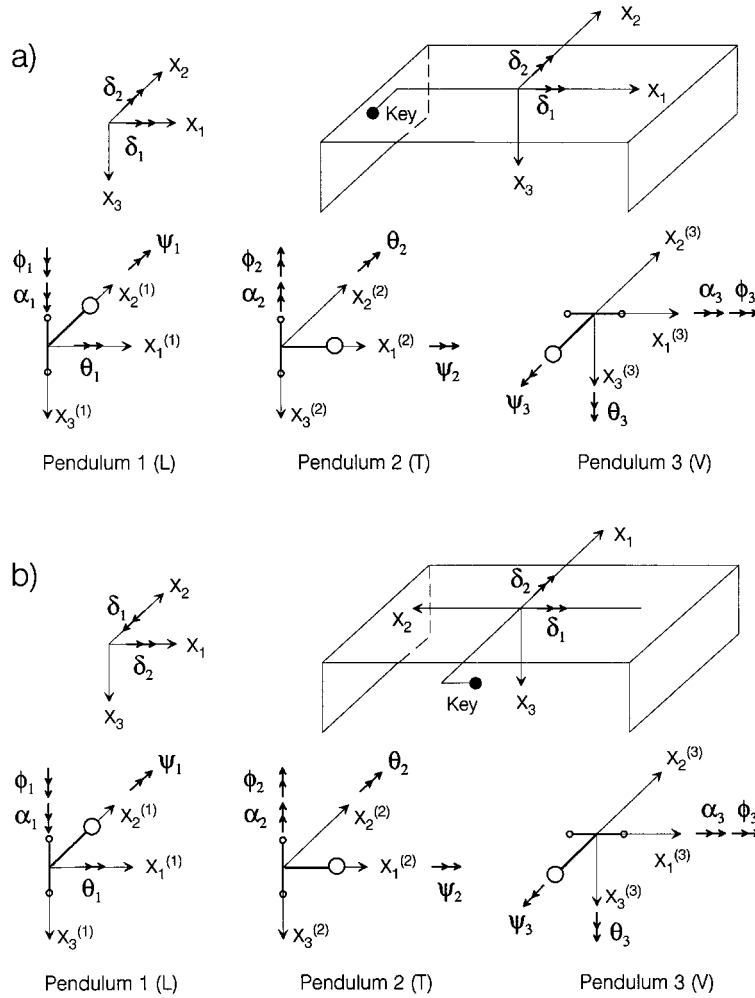 a)
X₂
δ₂
X₁
δ₁
X₃
X₂
δ₂
X₁
δ₁
Key
X₃
ϕ₁
α₁
ψ₁
X₂⁽¹⁾
X₁⁽¹⁾
θ₁
X₃⁽¹⁾
Pendulum 1 (L)
ϕ₂
α₂
θ₂
X₂⁽²⁾
X₁⁽²⁾
ψ₂
X₃⁽²⁾
Pendulum 2 (T)
X₂⁽³⁾
α₃ ϕ₃
X₁⁽³⁾
X₃⁽³⁾
ψ₃
θ₃
Pendulum 3 (V)
b)
X₂
δ₁
X₁
δ₂
X₃
X₁
δ₂
X₂
δ₁
Key
X₃
ϕ₁
α₁
ψ₁
X₂⁽¹⁾
X₁⁽¹⁾
θ₁
X₃⁽¹⁾
Pendulum 1 (L)
ϕ₂
α₂
θ₂
X₂⁽²⁾
X₁⁽²⁾
ψ₂
X₃⁽²⁾
Pendulum 2 (T)
X₂⁽³⁾
α₃ ϕ₃
X₁⁽³⁾
X₃⁽³⁾
ψ₃
θ₃
Pendulum 3 (V)